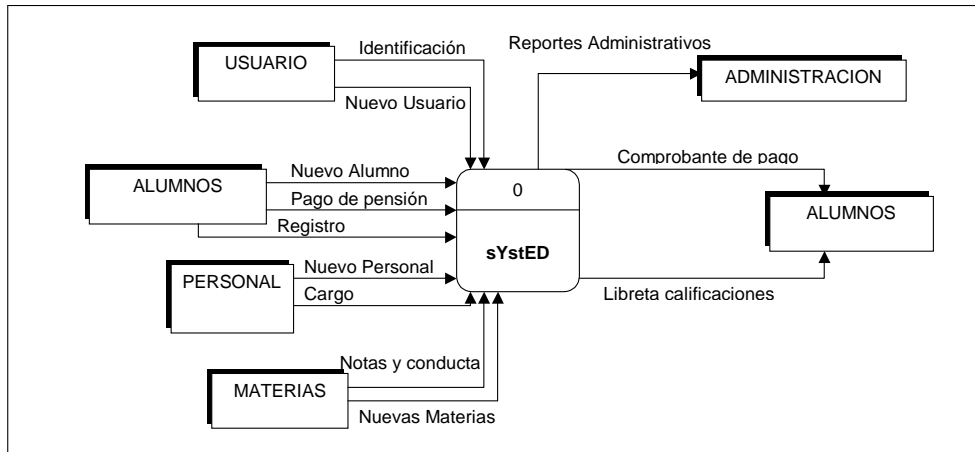 Identificación
Reportes Administrativos
USUARIO
ADMINISTRACION
Nuevo Usuario
Comprobante de pago
Nuevo Alumno
ALUMNOS
0
Pago de pensión
ALUMNOS
Registro
sYstED
Nuevo Personal
PERSONAL
Cargo
Libreta calificaciones
Notas y conducta
MATERIAS
Nuevas Materias